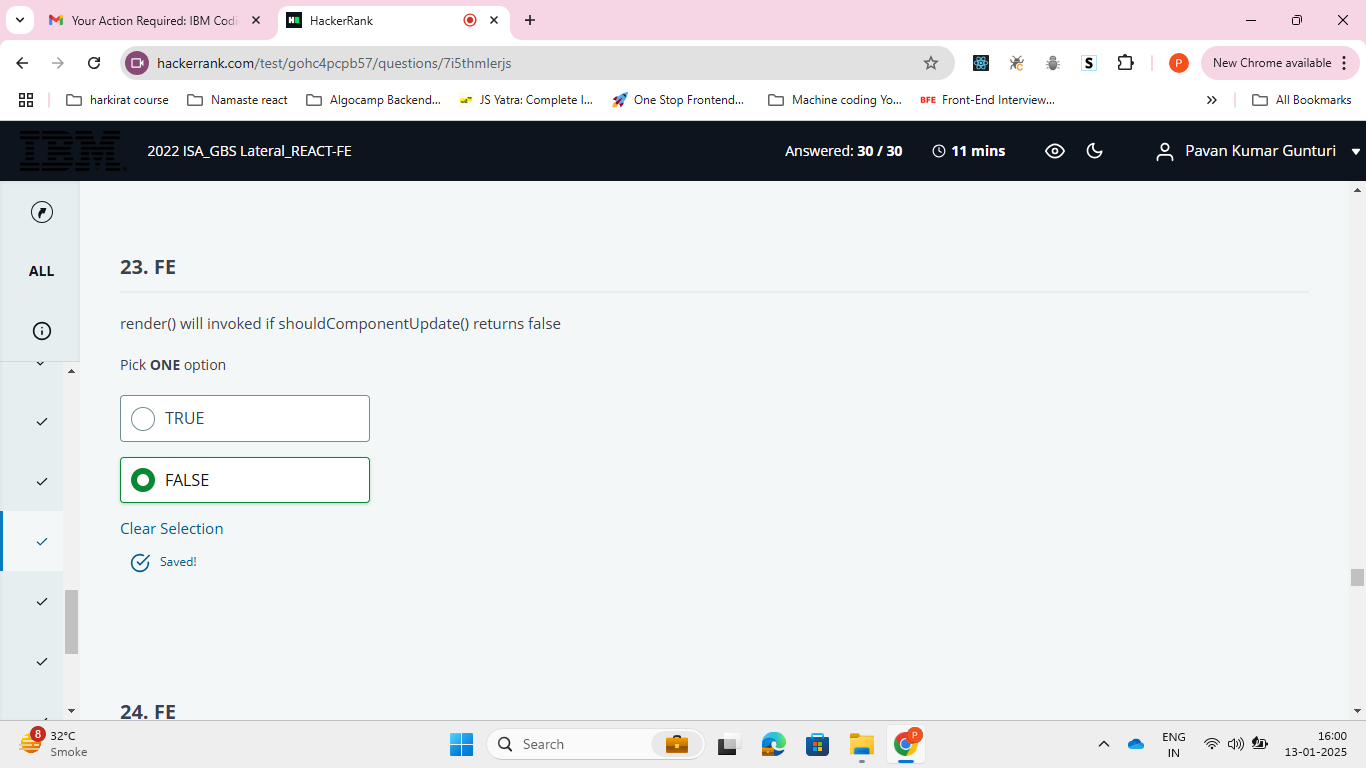 Your Action Required: IBM Codi
HackerRank
hackerrank.com/test/gohc4pcpb57/questions/7i5thmlerjs
S
P
New Chrome available
harkirat course
Namaste react
Algocamp Backend...
JS Yatra: Complete I...
One Stop Frontend...
Machine coding Yo...
BFE Front-End Interview...
All Bookmarks
IBM
2022 ISA_GBS Lateral_REACT-FE
Answered: 30 / 30
11 mins
Pavan Kumar Gunturi
ALL
23. FE
render() will invoked if shouldComponentUpdate() returns false
Pick ONE option
TRUE
FALSE
Clear Selection
Saved!
24. FE
8
32°C
Smoke
Search
P
ENG
IN
16:00
13-01-2025